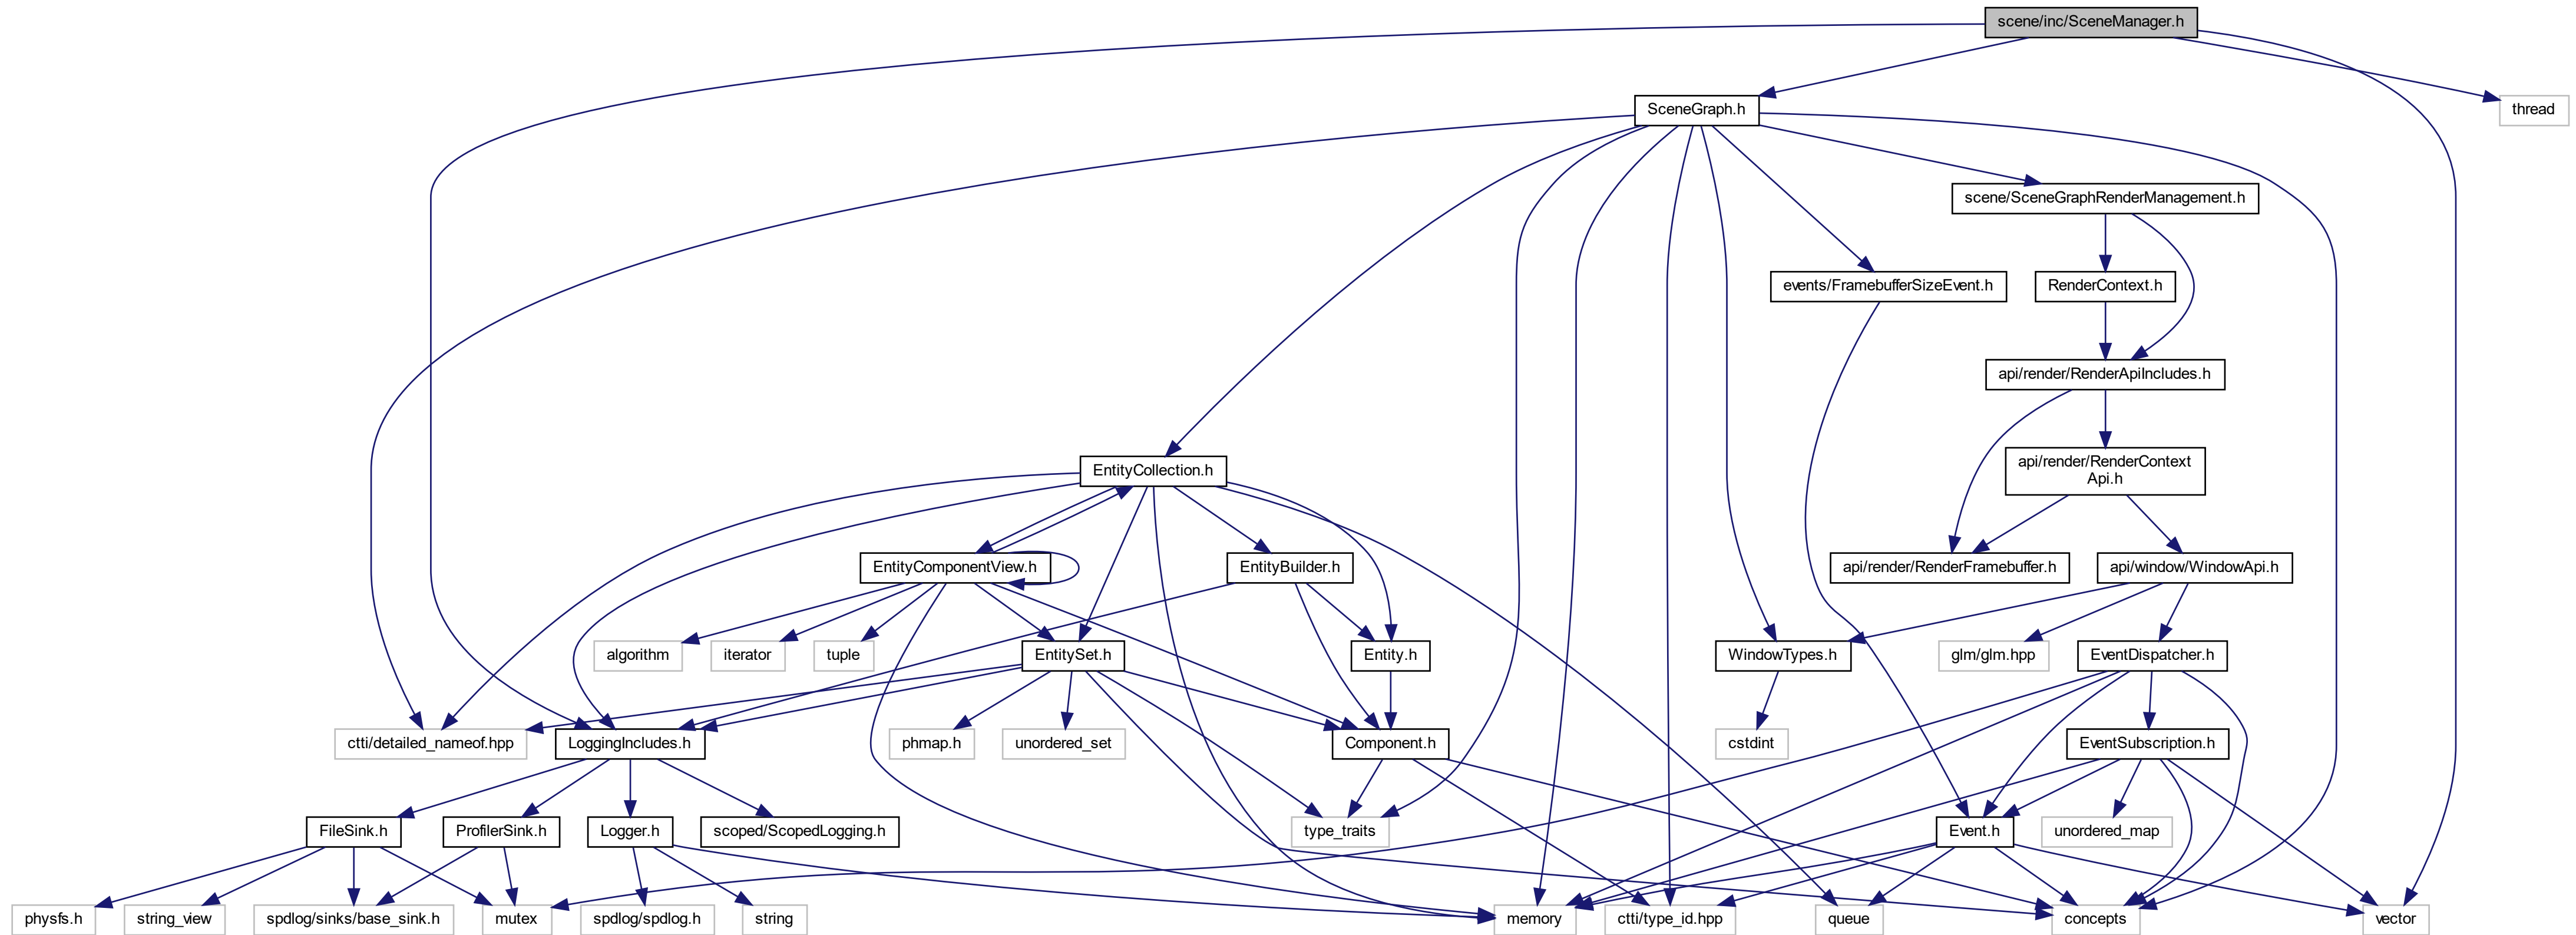 scene/inc/SceneManager.h
SceneGraph.h
thread
scene/SceneGraphRenderManagement.h
events/FramebufferSizeEvent.h
RenderContext.h
api/render/RenderApiIncludes.h
EntityCollection.h
api/render/RenderContext
Api.h
EntityComponentView.h
EntityBuilder.h
api/render/RenderFramebuffer.h
api/window/WindowApi.h
algorithm
iterator
tuple
EntitySet.h
Entity.h
WindowTypes.h
glm/glm.hpp
EventDispatcher.h
ctti/detailed_nameof.hpp
LoggingIncludes.h
phmap.h
unordered_set
Component.h
cstdint
EventSubscription.h
FileSink.h
ProfilerSink.h
Logger.h
scoped/ScopedLogging.h
type_traits
Event.h
unordered_map
physfs.h
string_view
spdlog/sinks/base_sink.h
mutex
spdlog/spdlog.h
string
memory
ctti/type_id.hpp
queue
concepts
vector